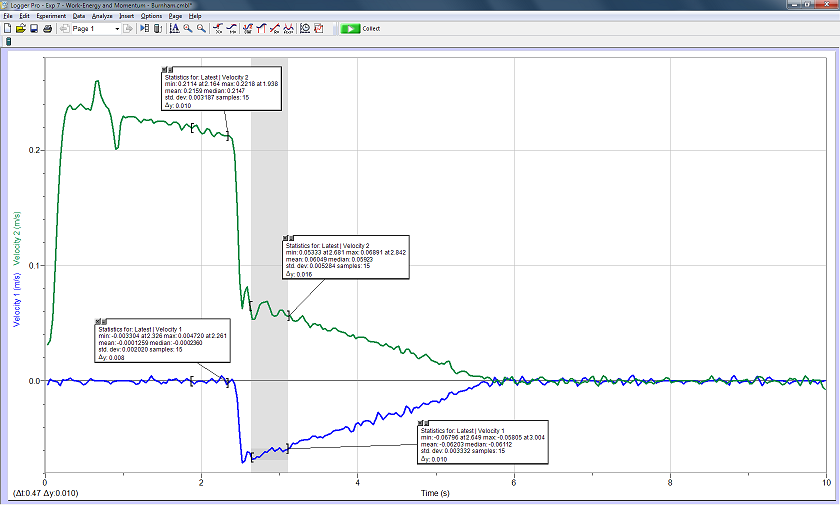 Logger Pro - Exp 7 - Work-Energy and Momentum - Burnham.cmbl*
File Edit Experiment Data Analyze Insert Options Page Help
Page 1
Collect
Statistics for: Latest | Velocity 2
min: 0.2114 at 2.164 max: 0.2218 at 1.938
mean: 0.2159 median: 0.2147
std. dev: 0.003187 samples: 15
Δy: 0.010
0.2
Statistics for: Latest | Velocity 2
min: 0.05333 at 2.681 max: 0.06891 at 2.842
mean: 0.06049 median: 0.05923
std. dev: 0.005284 samples: 15
Δy: 0.016
0.1
Velocity 2 (m/s)
Velocity 1 (m/s)
Statistics for: Latest | Velocity 1
min: -0.003304 at 2.326 max: 0.004720 at 2.261
mean: -0.0001259 median: -0.0002360
std. dev: 0.002020 samples: 15
Δy: 0.008
0.0
Statistics for: Latest | Velocity 1
min: -0.06796 at 2.649 max: -0.05805 at 3.004
mean: -0.06203 median: -0.06112
std. dev: 0.003332 samples: 15
Δy: 0.010
0 2 4 6 8 10
(Δt:0.47 Δy:0.010)
Time (s)